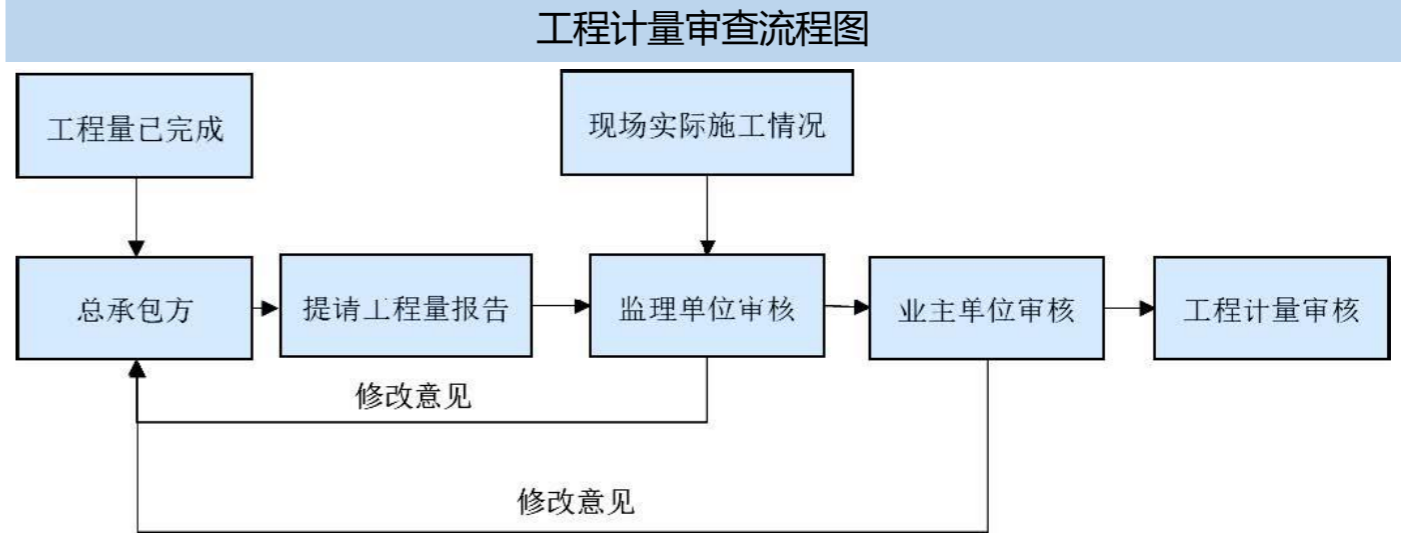 工程计量审查流程图
工程量已完成
现场实际施工情况
总承包方
提请工程量报告
监理单位审核
业主单位审核
工程计量审核
修改意见
修改意见